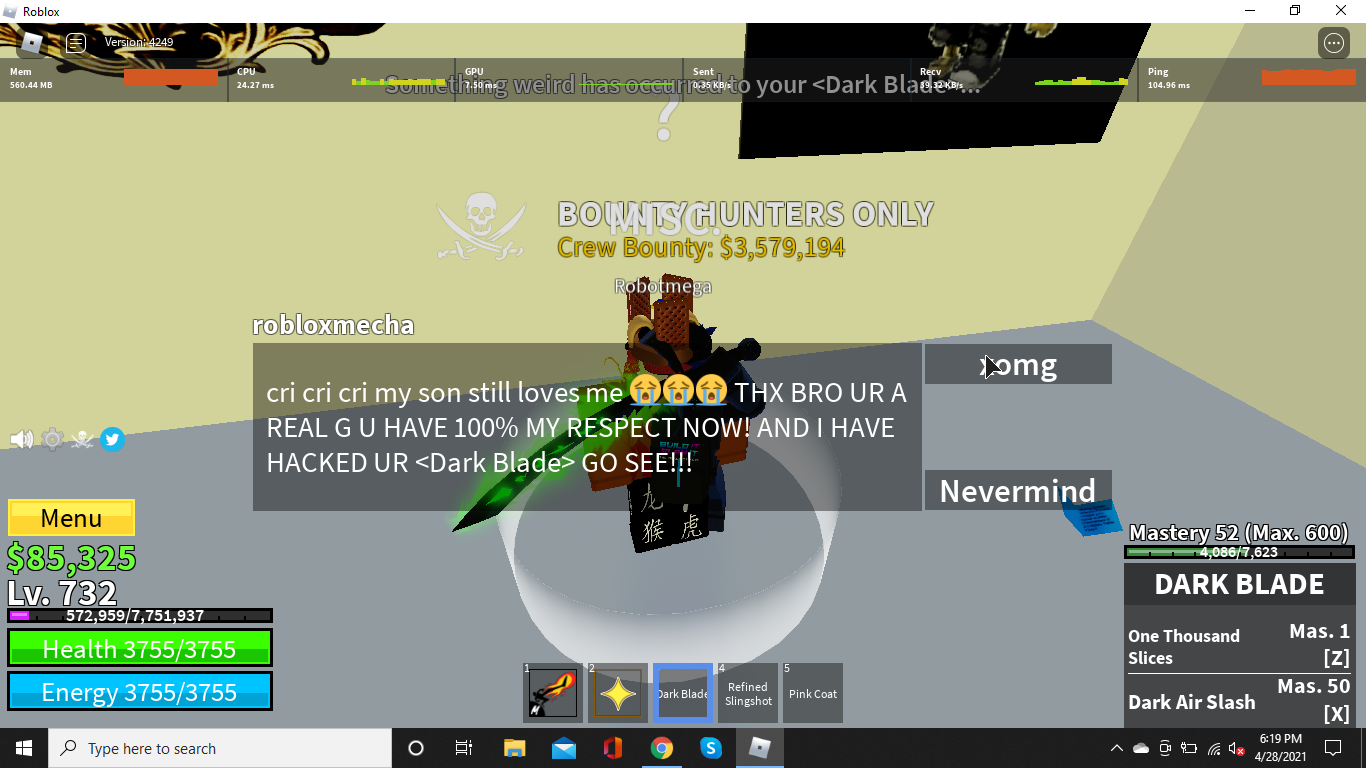 Roblox
Version: 4249
Mem
560.44 MB
CPU
24.27 ms
GPU
7.50 ms
Sent
0.35 KB/s
Recv
39.32 KB/s
Ping
104.96 ms
Something weird has occurred to your <Dark Blade>...
?
BOUNTY HUNTERS ONLY
MISC.
Crew Bounty: $3,579,194
Robotmega
robloxmecha
cri cri cri my son still loves me 😭😭😭 THX BRO UR A
REAL G U HAVE 100% MY RESPECT NOW! AND I HAVE
HACKED UR <Dark Blade> GO SEE!!!
xomg
Nevermind
龙
猴 虎
Menu
$85,325
Lv. 732
572,959/7,751,937
Health 3755/3755
Energy 3755/3755
Mastery 52 (Max. 600)
4,086/7,623
DARK BLADE
One Thousand
Slices
Mas. 1
[Z]
Dark Air Slash
Mas. 50
[X]
1
2
Dark Blade
4
Refined
Slingshot
5
Pink Coat
Type here to search
6:19 PM
4/28/2021